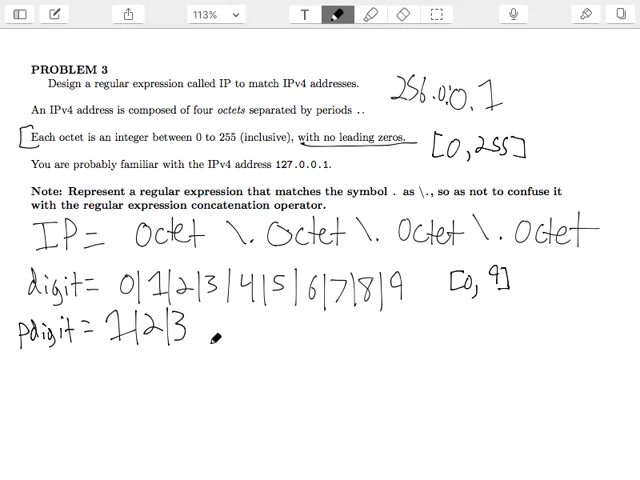 113%
T
PROBLEM 3
Design a regular expression called IP to match IPv4 addresses.
256.0.0.1
An IPv4 address is composed of four octets separated by periods ..
Each octet is an integer between 0 to 255 (inclusive), with no leading zeros.
[0,255]
You are probably familiar with the IPv4 address 127.0.0.1.
Note: Represent a regular expression that matches the symbol . as \., so as not to confuse it
with the regular expression concatenation operator.
IP = Octet \. Octet \. Octet \. Octet
digit = 0|1|2|3|4|5|6|7|8|9 [0,9]
pdigit = 1|2|3